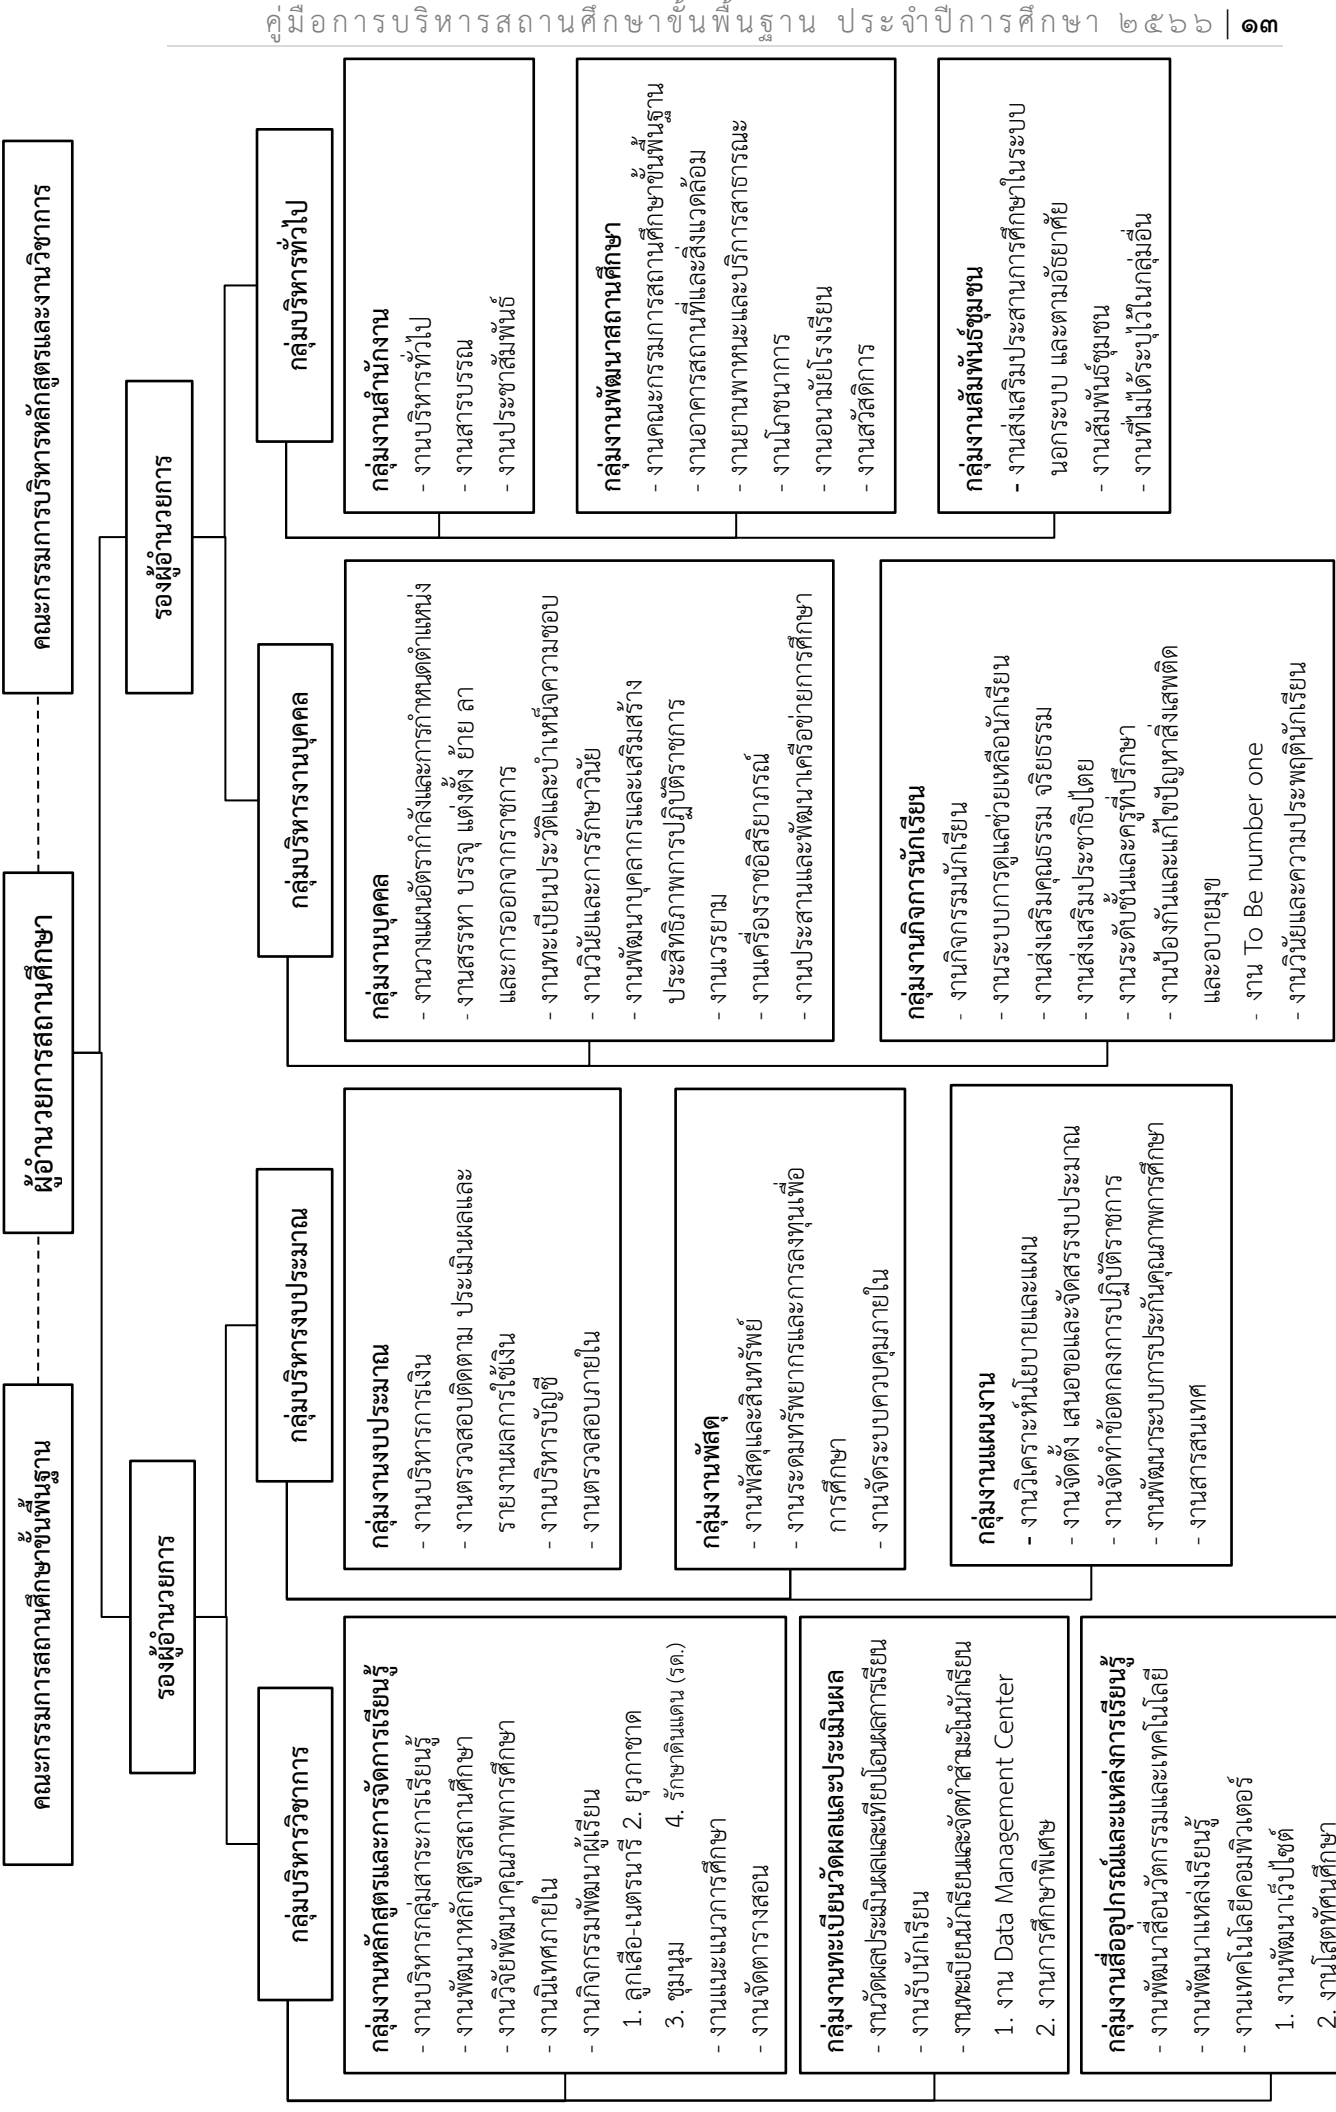 คู่มือการบริหารสถานศึกษาขั้นพื้นฐาน ประจำปีการศึกษา ๒๕๖๖ | ๑๓
คณะกรรมการสถานศึกษาขั้นพื้นฐาน
ผู้อำนวยการสถานศึกษา
คณะกรรมการบริหารหลักสูตรและงานวิชาการ
รองผู้อำนวยการ
รองผู้อำนวยการ
กลุ่มบริหารวิชาการ
กลุ่มบริหารงบประมาณ
กลุ่มบริหารงานบุคคล
กลุ่มบริหารทั่วไป
กลุ่มงานหลักสูตรและการจัดการเรียนรู้
- งานบริหารกลุ่มสาระการเรียนรู้
- งานพัฒนาหลักสูตรสถานศึกษา
- งานวิจัยพัฒนาคุณภาพการศึกษา
- งานนิเทศภายใน
- งานกิจกรรมพัฒนาผู้เรียน
1. ลูกเสือ-เนตรนารี 2. ยุวกาชาด
3. ชุมนุม 4. รักษาดินแดน (รด.)
- งานแนะแนวการศึกษา
- งานจัดตารางสอน
กลุ่มงานทะเบียนวัดผลและประเมินผล
- งานวัดผลประเมินผลและเทียบโอนผลการเรียน
- งานรับนักเรียน
- งานทะเบียนนักเรียนและจัดทำสำมะโนนักเรียน
1. งาน Data Management Center
2. งานการศึกษาพิเศษ
กลุ่มงานสื่ออุปกรณ์และแหล่งการเรียนรู้
- งานพัฒนาสื่อนวัตกรรมและเทคโนโลยี
- งานพัฒนาแหล่งเรียนรู้
- งานเทคโนโลยีคอมพิวเตอร์
1. งานพัฒนาเว็ปไซต์
2. งานโสตทัศนศึกษา
กลุ่มงานงบประมาณ
- งานบริหารการเงิน
- งานตรวจสอบติดตาม ประเมินผลและ
รายงานผลการใช้เงิน
- งานบริหารบัญชี
- งานตรวจสอบภายใน
กลุ่มงานพัสดุ
- งานพัสดุและสินทรัพย์
- งานระดมทรัพยากรและการลงทุนเพื่อ
การศึกษา
- งานจัดระบบควบคุมภายใน
กลุ่มงานแผนงาน
- งานวิเคราะห์นโยบายและแผน
- งานจัดตั้ง เสนอขอและจัดสรรงบประมาณ
- งานจัดทำข้อตกลงการปฏิบัติราชการ
- งานพัฒนาระบบการประกันคุณภาพการศึกษา
- งานสารสนเทศ
กลุ่มงานบุคคล
- งานวางแผนอัตรากำลังและการกำหนดตำแหน่ง
- งานสรรหา บรรจุ แต่งตั้ง ย้าย ลา
และการออกจากราชการ
- งานทะเบียนประวัติและบำเหน็จความชอบ
- งานวินัยและการรักษาวินัย
- งานพัฒนาบุคลากรและเสริมสร้าง
ประสิทธิภาพการปฏิบัติราชการ
- งานเวรยาม
- งานเครื่องราชอิสริยาภรณ์
- งานประสานและพัฒนาเครือข่ายการศึกษา
กลุ่มงานกิจการนักเรียน
- งานกิจกรรมนักเรียน
- งานระบบการดูแลช่วยเหลือนักเรียน
- งานส่งเสริมคุณธรรม จริยธรรม
- งานส่งเสริมประชาธิปไตย
- งานระดับชั้นและครูที่ปรึกษา
- งานป้องกันและแก้ไขปัญหาสิ่งเสพติด
และอบายมุข
- งาน To Be number one
- งานวินัยและความประพฤตินักเรียน
กลุ่มงานสำนักงาน
- งานบริหารทั่วไป
- งานสารบรรณ
- งานประชาสัมพันธ์
กลุ่มงานพัฒนาสถานศึกษา
- งานคณะกรรมการสถานศึกษาขั้นพื้นฐาน
- งานอาคารสถานที่และสิ่งแวดล้อม
- งานยานพาหนะและบริการสาธารณะ
- งานโภชนาการ
- งานอนามัยโรงเรียน
- งานสวัสดิการ
กลุ่มงานสัมพันธ์ชุมชน
- งานส่งเสริมประสานการศึกษาในระบบ
นอกระบบ และตามอัธยาศัย
- งานสัมพันธ์ชุมชน
- งานที่ไม่ได้ระบุไว้ในกลุ่มอื่น